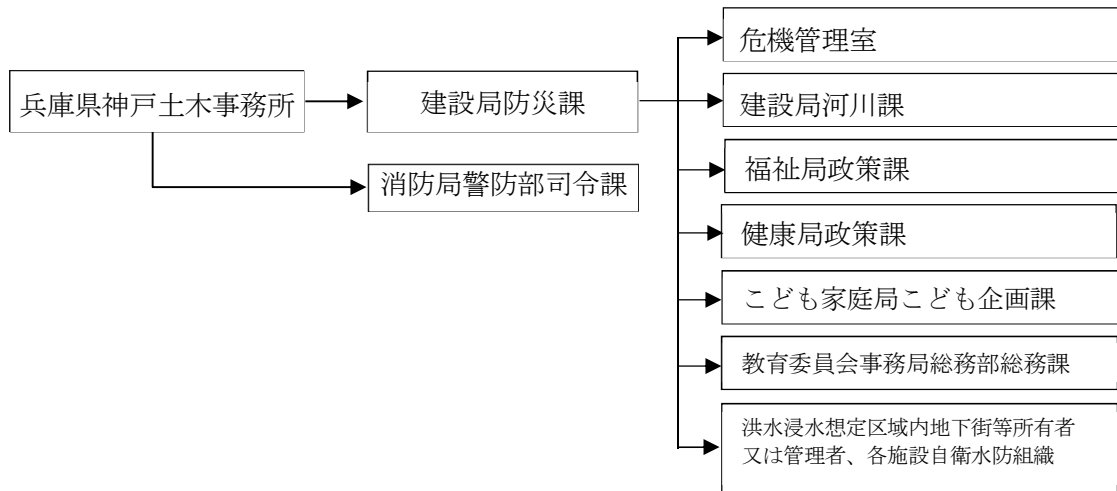 兵庫県神戸土木事務所
建設局防災課
消防局警防部司令課
危機管理室
建設局河川課
福祉局政策課
健康局政策課
こども家庭局こども企画課
教育委員会事務局総務部総務課
洪水浸水想定区域内地下街等所有者
又は管理者、各施設自衛水防組織